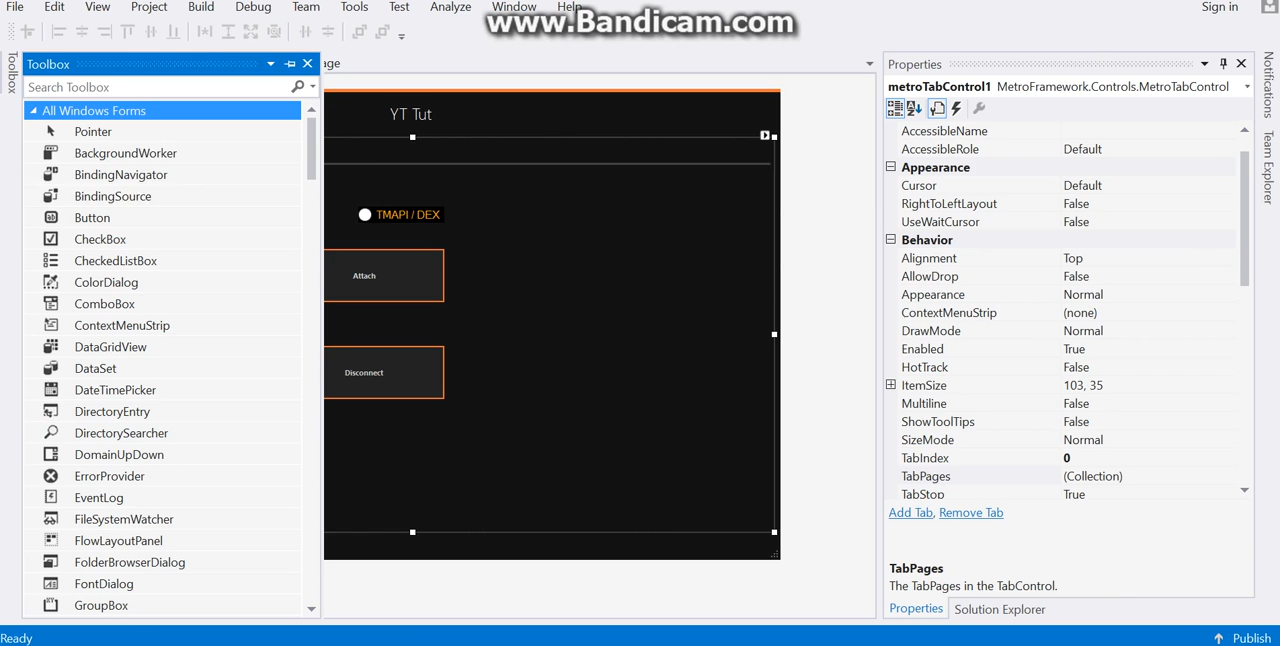 File Edit View Project Build Debug Team Tools Test Analyze Window Help Sign in
www.Bandicam.com
Toolbox
Toolbox
Search Toolbox
All Windows Forms
Pointer
BackgroundWorker
BindingNavigator
BindingSource
Button
CheckBox
CheckedListBox
ColorDialog
ComboBox
ContextMenuStrip
DataGridView
DataSet
DateTimePicker
DirectoryEntry
DirectorySearcher
DomainUpDown
ErrorProvider
EventLog
FileSystemWatcher
FlowLayoutPanel
FolderBrowserDialog
FontDialog
GroupBox
YT Tut
TMAPI / DEX
Attach
Disconnect
Properties
metroTabControl1 MetroFramework.Controls.MetroTabControl
AccessibleName
AccessibleRole Default
Appearance
Cursor Default
RightToLeftLayout False
UseWaitCursor False
Behavior
Alignment Top
AllowDrop False
Appearance Normal
ContextMenuStrip (none)
DrawMode Normal
Enabled True
HotTrack False
ItemSize 103, 35
Multiline False
ShowToolTips False
SizeMode Normal
TabIndex 0
TabPages (Collection)
TabStop True
Add Tab, Remove Tab
TabPages
The TabPages in the TabControl.
Properties Solution Explorer
Notifications
Team Explorer
Ready Publish